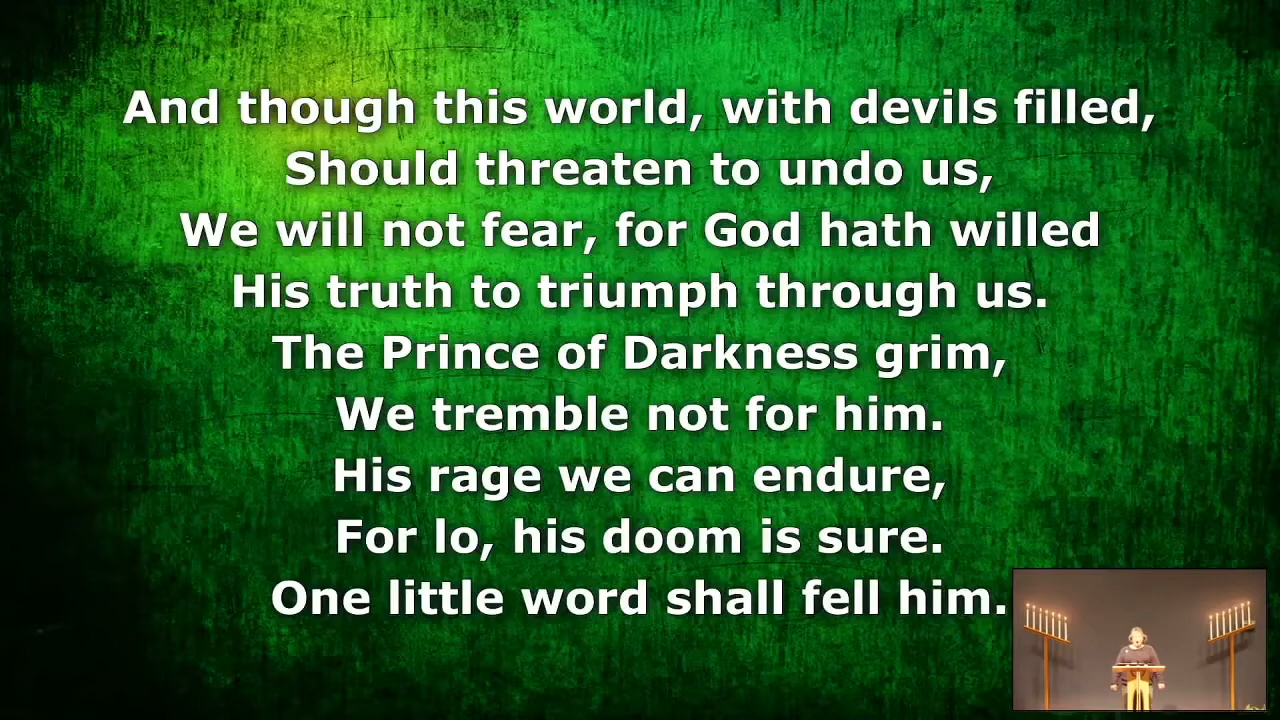 And though this world, with devils filled,
Should threaten to undo us,
We will not fear, for God hath willed
His truth to triumph through us.
The Prince of Darkness grim,
We tremble not for him.
His rage we can endure,
For lo, his doom is sure.
One little word shall fell him.